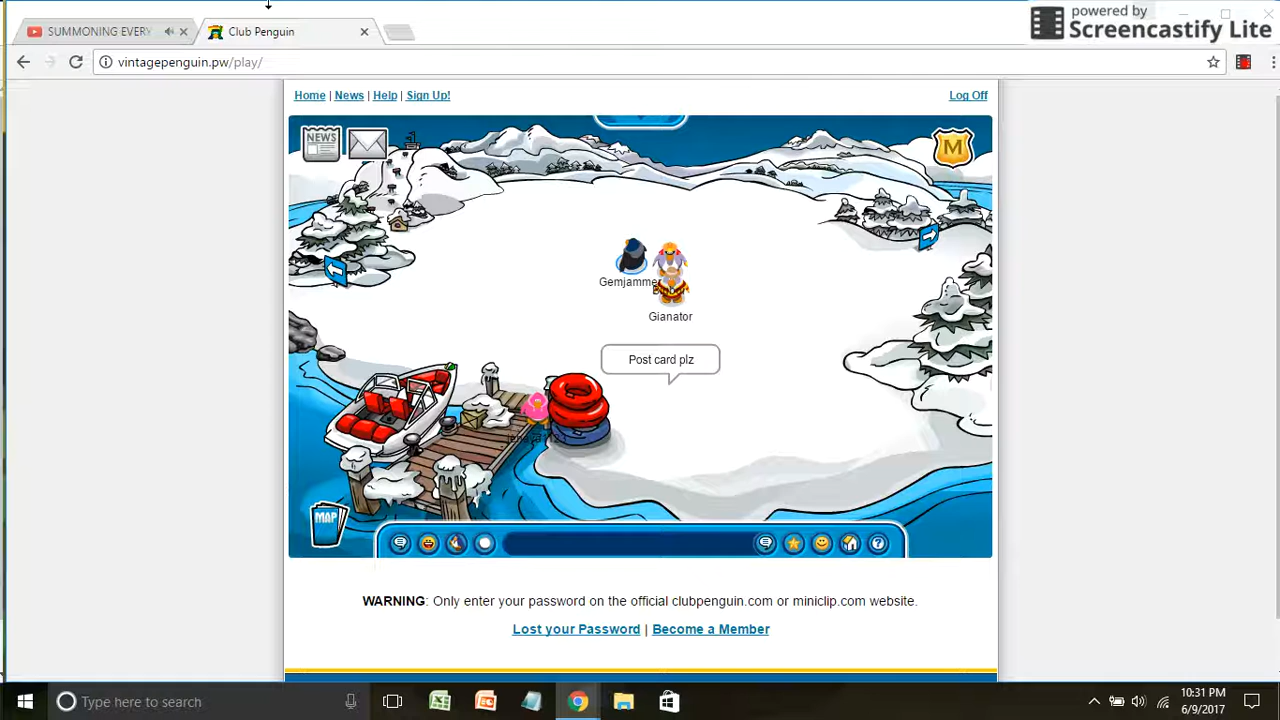 powered by
Screencastify Lite
SUMMONING EVERY
Club Penguin
vintagepenguin.pw/play/
Home | News | Help | Sign Up!
Log Off
NEWS
M
Gemjamme
Gianator
Post card plz
MAP
WARNING: Only enter your password on the official clubpenguin.com or miniclip.com website.
Lost your Password | Become a Member
Type here to search
10:31 PM
6/9/2017